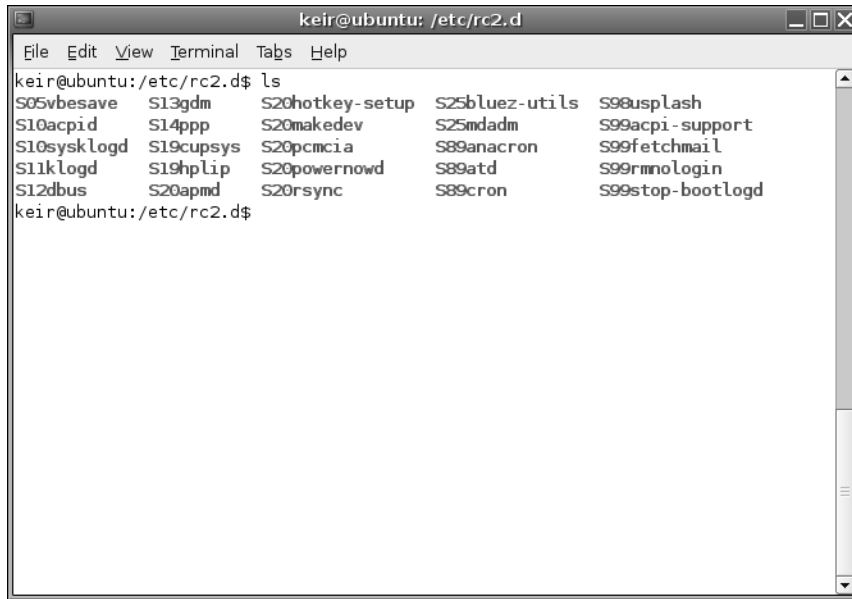 keir@ubuntu: /etc/rc2.d
File Edit View Terminal Tabs Help
keir@ubuntu:/etc/rc2.d$ ls
S05vbesave S13gdm S20hotkey-setup S25bluez-utils S98usplash
S10acpid S14ppp S20makedev S25mdadm S99acpi-support
S10sysklogd S19cupsys S20pcmcia S89anacron S99fetchmail
S11klogd S19hplip S20powernowd S89atd S99rmnologin
S12dbus S20apmd S20rsync S89cron S99stop-bootlogd
keir@ubuntu:/etc/rc2.d$